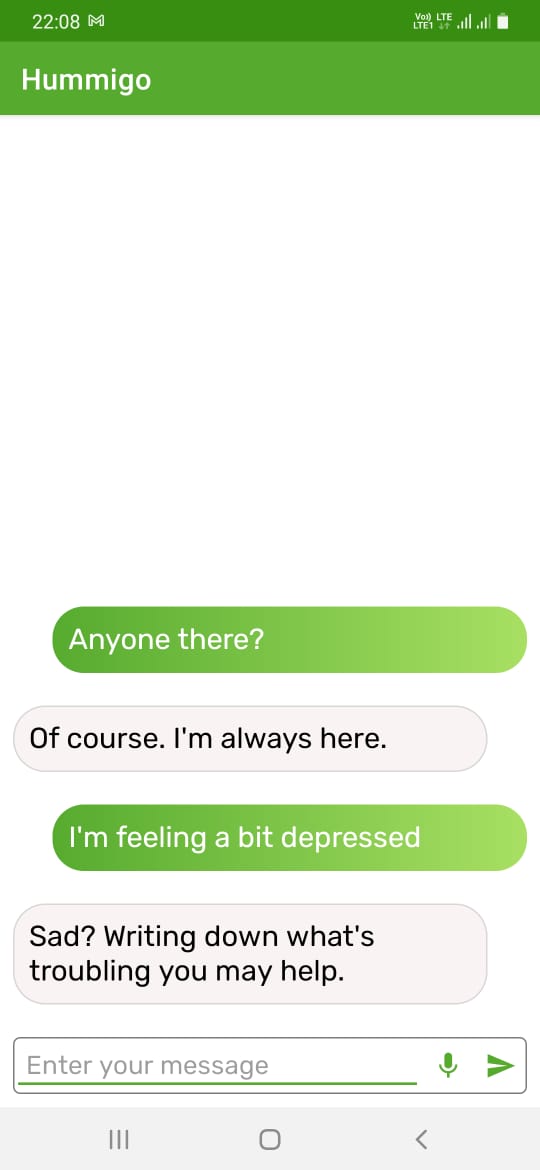 22:08
Vo)) LTE
LTE1
Hummigo
Anyone there?
Of course. I'm always here.
I'm feeling a bit depressed
Sad? Writing down what's
troubling you may help.
Enter your message